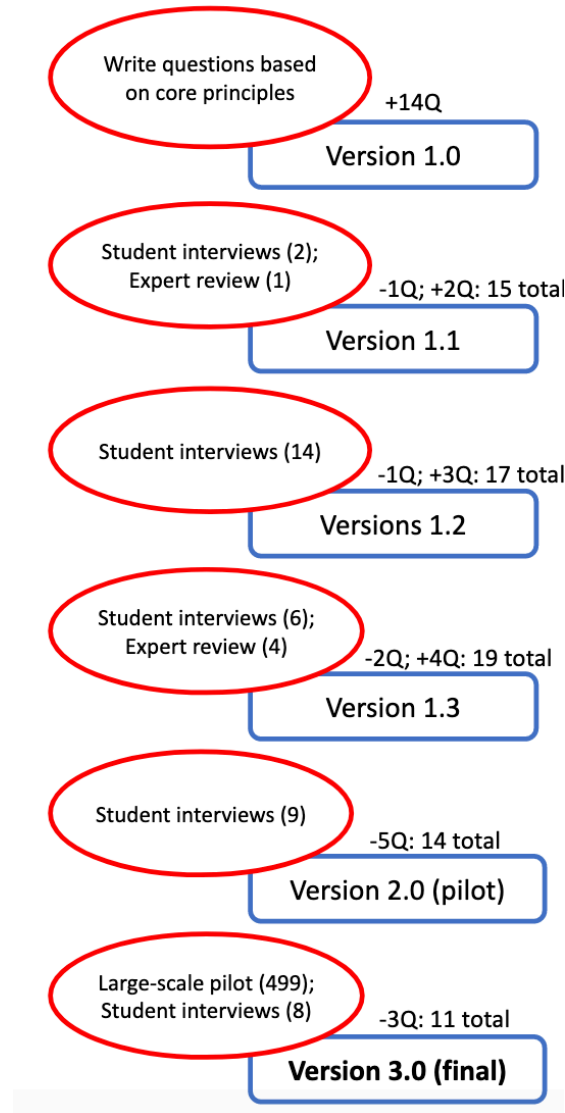 Write questions based
on core principles
+14Q
Version 1.0
Student interviews (2);
Expert review (1)
-1Q; +2Q: 15 total
Version 1.1
Student interviews (14)
-1Q; +3Q: 17 total
Versions 1.2
Student interviews (6);
Expert review (4)
-2Q; +4Q: 19 total
Version 1.3
Student interviews (9)
-5Q: 14 total
Version 2.0 (pilot)
Large-scale pilot (499);
Student interviews (8)
-3Q: 11 total
Version 3.0 (final)